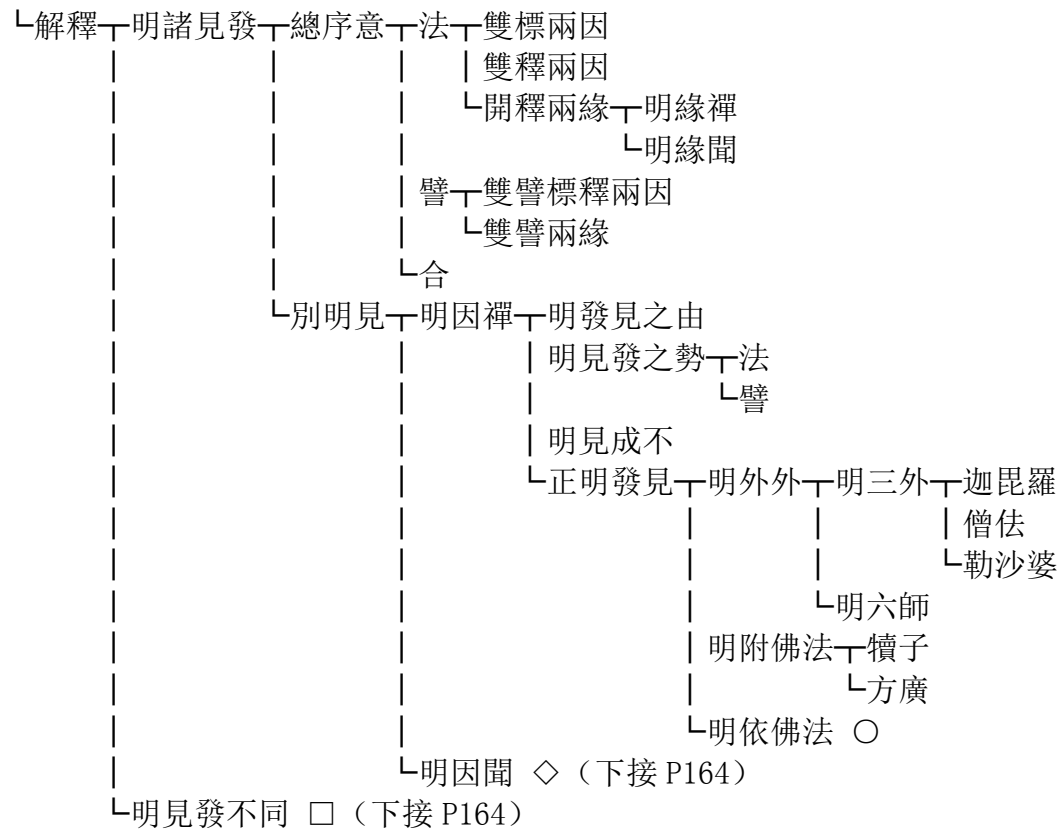 解釋 明諸見發 總序意 法 雙標兩因
雙釋兩因
開釋兩緣 明緣禪
明緣聞
譬 雙譬標釋兩因
雙譬兩緣
合
別明見 明因禪 明發見之由
明見發之勢 法
譬
明見成不
正明發見 明外外 明三外 迦毘羅
僧佉
勒沙婆
明六師
明附佛法 犢子
方廣
明依佛法 ○
明因聞 ◇（下接 P164）
明見發不同 □（下接 P164）